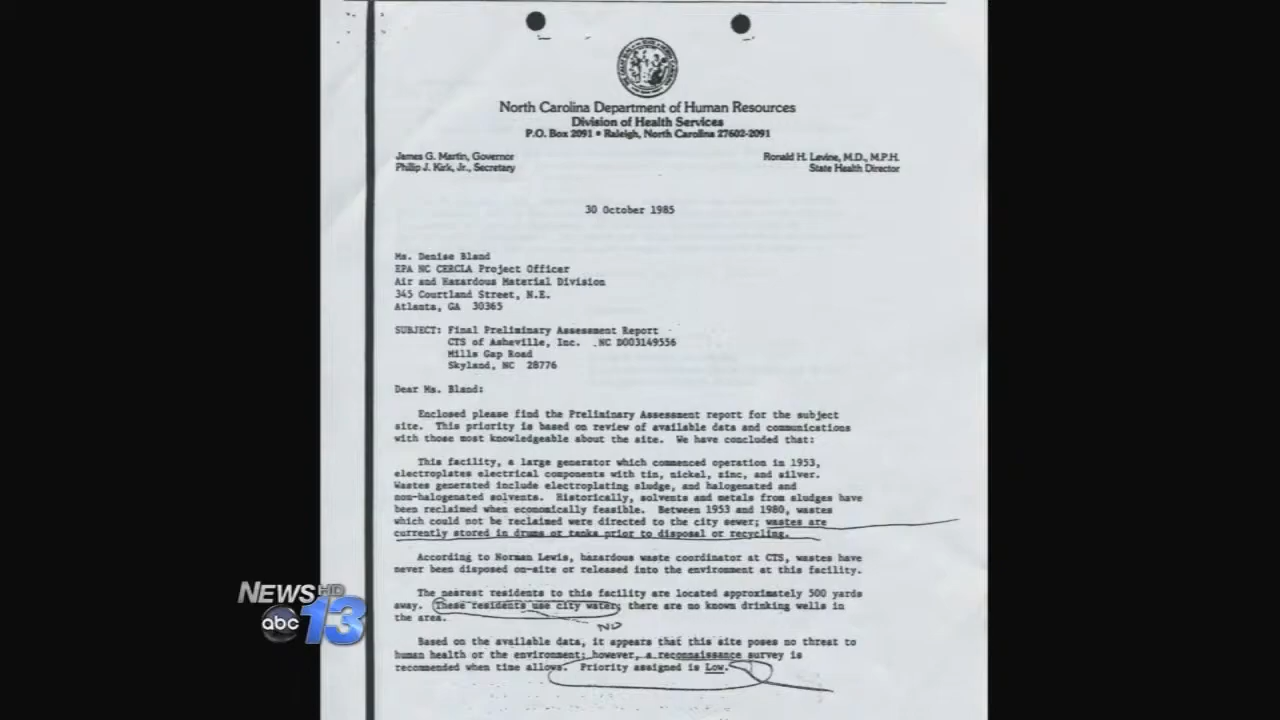 North Carolina Department of Human Resources
Division of Health Services
P.O. Box 2091 • Raleigh, North Carolina 27602-2091
James G. Martin, Governor
Phillip J. Kirk, Jr., Secretary
Ronald H. Levine, M.D., M.P.H.
State Health Director
30 October 1985
Ms. Denise Bland
EPA NC CERCLA Project Officer
Air and Hazardous Material Division
345 Courtland Street, N.E.
Atlanta, GA 30365
SUBJECT: Final Preliminary Assessment Report
CTS of Asheville, Inc. NC D003149556
Mills Gap Road
Skyland, NC 28776
Dear Ms. Bland:
Enclosed please find the Preliminary Assessment report for the subject
site. This priority is based on review of available data and communications
with those most knowledgeable about the site. We have concluded that:
This facility, a large generator which commenced operation in 1953,
electroplates electrical components with tin, nickel, zinc, and silver.
Wastes generated include electroplating sludge, and halogenated and
non-halogenated solvents. Historically, solvents and metals from sludges have
been reclaimed when economically feasible. Between 1953 and 1980, wastes
which could not be reclaimed were directed to the city sewer; wastes are
currently stored in drums or tanks prior to disposal or recycling.
According to Norman Lewis, hazardous waste coordinator at CTS, wastes have
never been disposed on-site or released into the environment at this facility.
The nearest residents to this facility are located approximately 500 yards
away. These residents use city water; there are no known drinking wells in
the area.
NO
Based on the available data, it appears that this site poses no threat to
human health or the environment; however, a reconnaissance survey is
recommended when time allows. Priority assigned is Low.
NEWS HD
abc 13